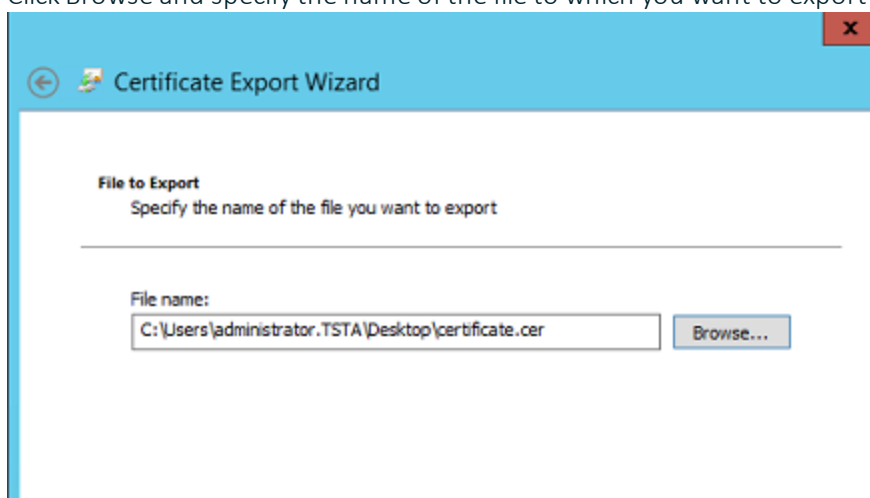 Click Browse and specify the name of the file to which you want to export
x
Certificate Export Wizard
File to Export
Specify the name of the file you want to export
File name:
C:\Users\administrator.TSTA\Desktop\certificate.cer
Browse...